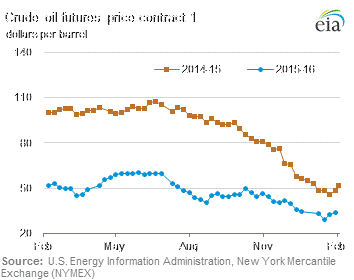 Crude oil futures price contract 1
dollars per barrel
eia
140
2014-15
2015-16
110
80
50
20
Feb
May
Aug
Nov
Feb
Source: U.S. Energy Information Administration, New York Mercantile
Exchange (NYMEX)